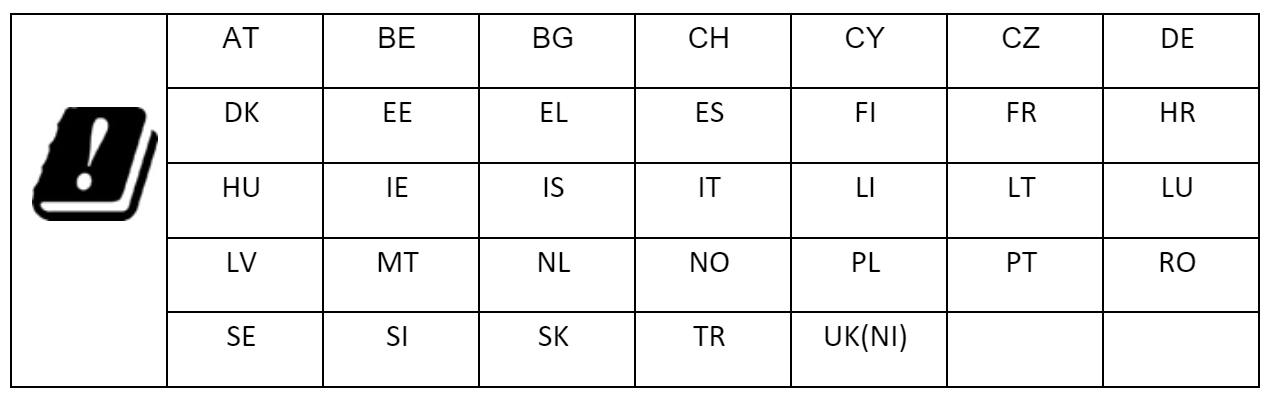 AT BE BG CH CY CZ DE
DK EE EL ES FI FR HR
HU IE IS IT LI LT LU
LV MT NL NO PL PT RO
SE SI SK TR UK(NI)